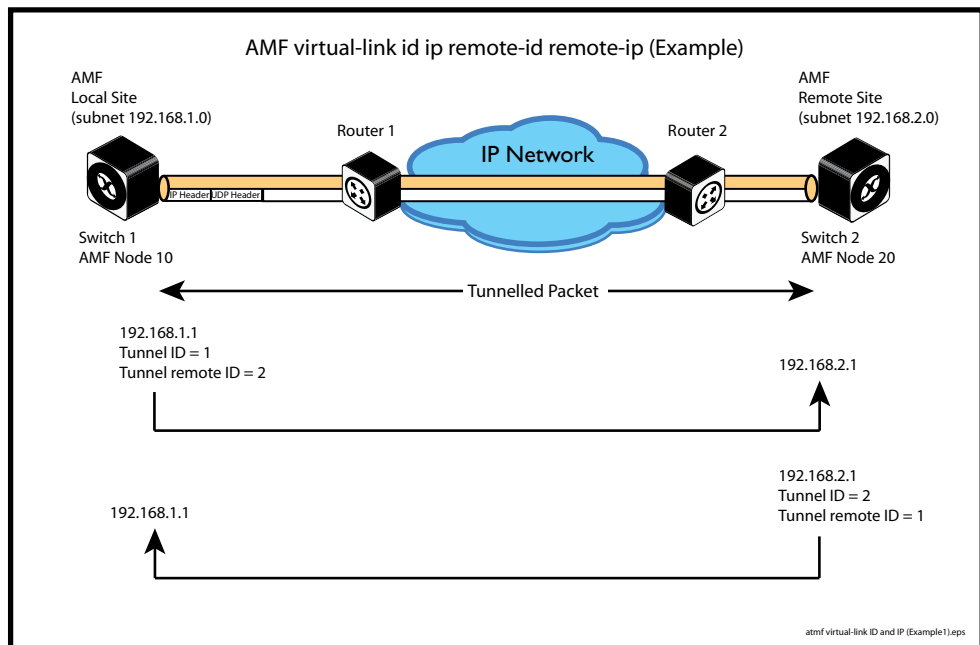 AMF virtual-link id ip remote-id remote-ip (Example)
AMF
Local Site
(subnet 192.168.1.0)
AMF
Remote Site
(subnet 192.168.2.0)
Router 1
Router 2
IP Network
IP Header
UDP Header
Switch 1
AMF Node 10
Switch 2
AMF Node 20
Tunnelled Packet
192.168.1.1
Tunnel ID = 1
Tunnel remote ID = 2
192.168.2.1
192.168.2.1
Tunnel ID = 2
Tunnel remote ID = 1
192.168.1.1
atmf virtual-link ID and IP (Example1).eps